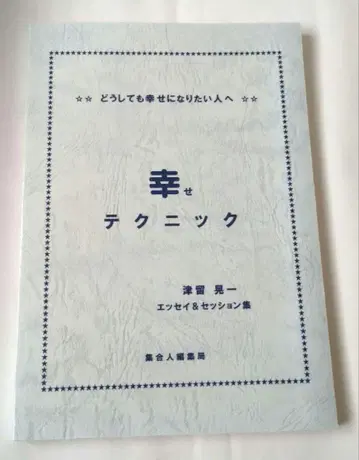 ☆☆ どうしても幸せになりたい人へ ☆☆
幸せ
テクニック
津留 晃一
エッセイ&セッション集
集合人編集局